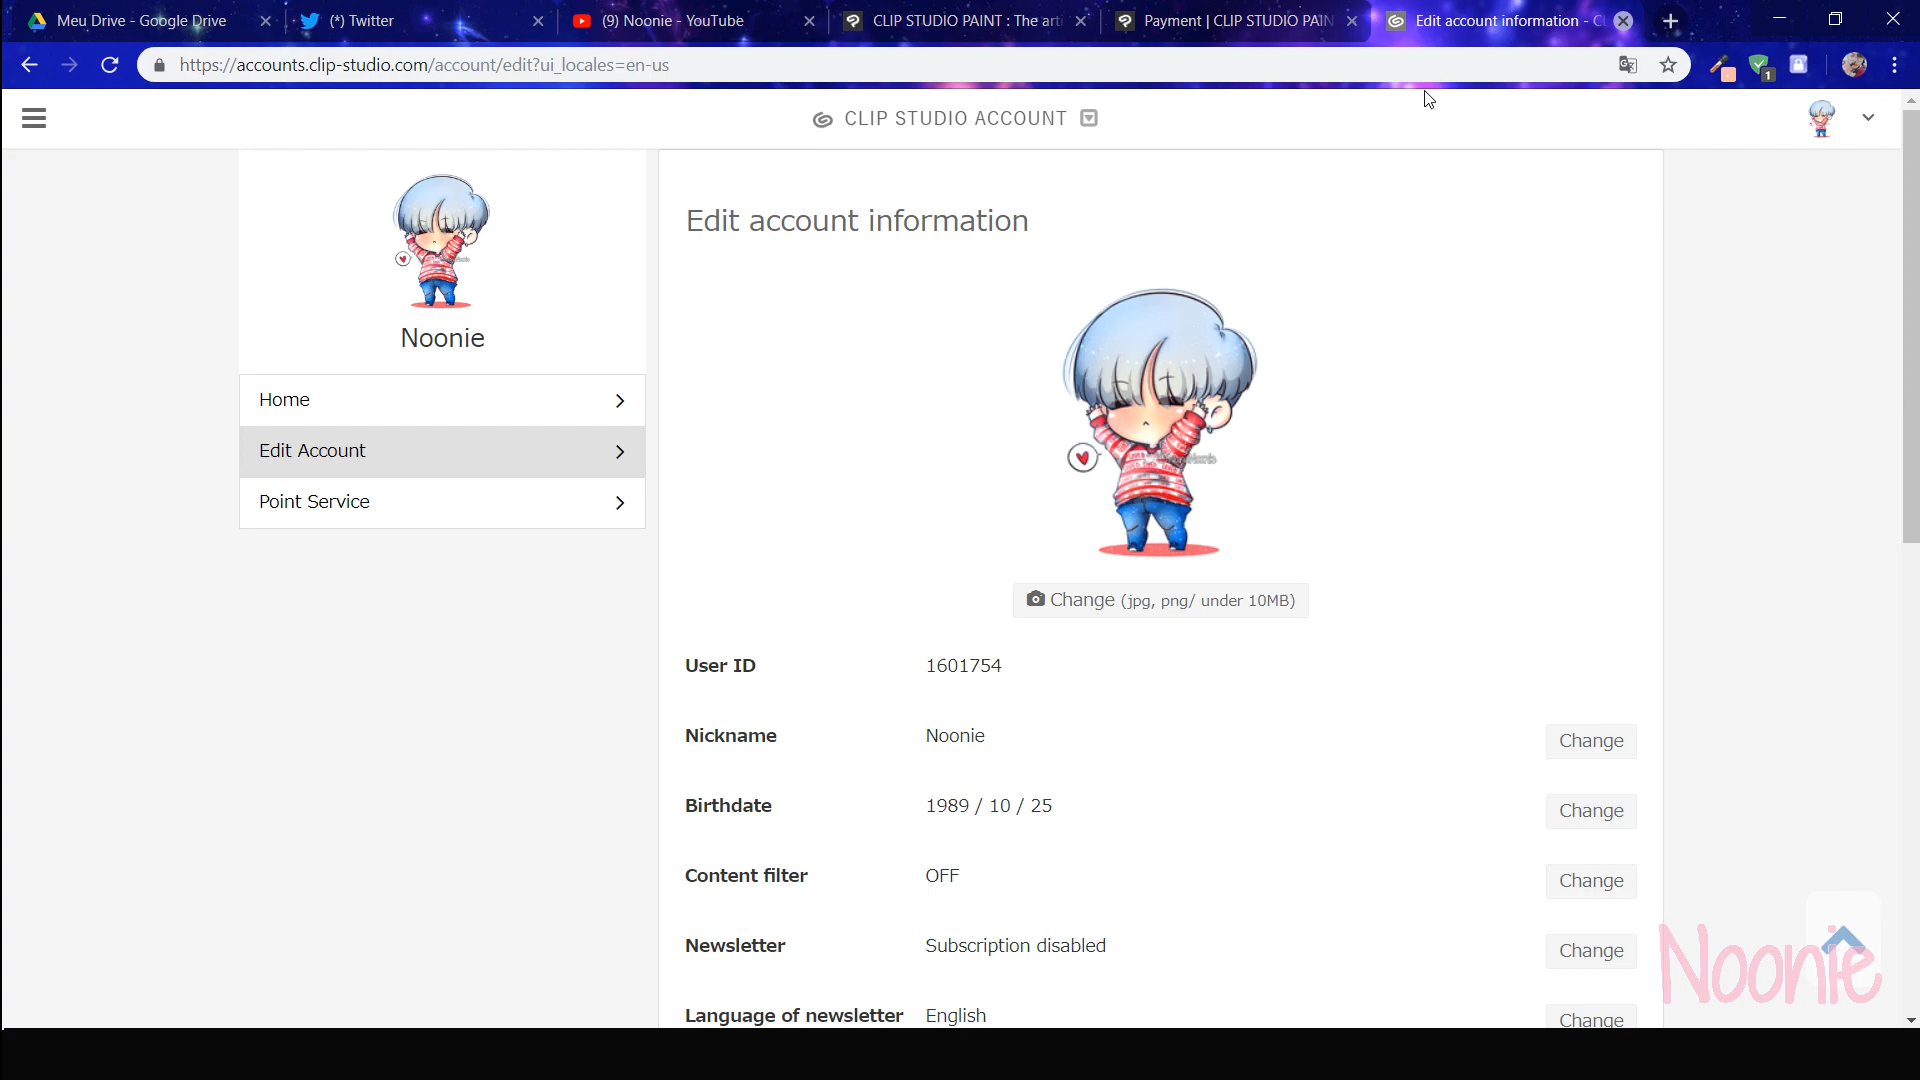 Meu Drive - Google Drive
(*) Twitter
(9) Noonie - YouTube
CLIP STUDIO PAINT : The arti
Payment | CLIP STUDIO PAIN
Edit account information - Cl
https://accounts.clip-studio.com/account/edit?ui_locales=en-us
1
CLIP STUDIO ACCOUNT
Noonie
Home
Edit Account
Point Service
Edit account information
Change (jpg, png/ under 10MB)
User ID 1601754
Nickname Noonie Change
Birthdate 1989 / 10 / 25 Change
Content filter OFF Change
Newsletter Subscription disabled Change
Language of newsletter English Change
Noonie